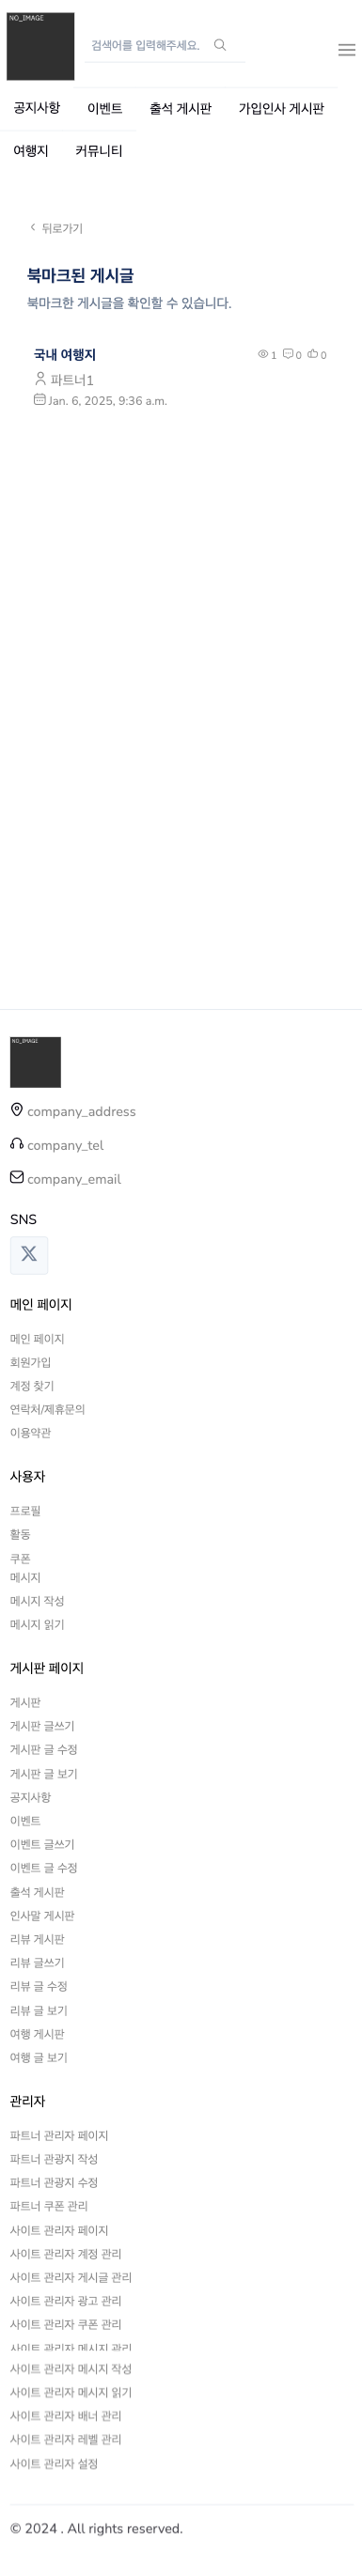 NO_IMAGE
검색어를 입력해주세요.
공지사항 이벤트 출석 게시판 가입인사 게시판
여행지 커뮤니티
뒤로가기
북마크된 게시글
북마크한 게시글을 확인할 수 있습니다.
국내 여행지 1 0 0
파트너1
Jan. 6, 2025, 9:36 a.m.
NO_IMAGE
company_address
company_tel
company_email
SNS
메인 페이지
메인 페이지
회원가입
계정 찾기
연락처/제휴문의
이용약관
사용자
프로필
활동
쿠폰
메시지
메시지 작성
메시지 읽기
게시판 페이지
게시판
게시판 글쓰기
게시판 글 수정
게시판 글 보기
공지사항
이벤트
이벤트 글쓰기
이벤트 글 수정
출석 게시판
인사말 게시판
리뷰 게시판
리뷰 글쓰기
리뷰 글 수정
리뷰 글 보기
여행 게시판
여행 글 보기
관리자
파트너 관리자 페이지
파트너 관광지 작성
파트너 관광지 수정
파트너 쿠폰 관리
사이트 관리자 페이지
사이트 관리자 계정 관리
사이트 관리자 게시글 관리
사이트 관리자 광고 관리
사이트 관리자 쿠폰 관리
사이트 관리자 메시지 관리
사이트 관리자 메시지 작성
사이트 관리자 메시지 읽기
사이트 관리자 배너 관리
사이트 관리자 레벨 관리
사이트 관리자 설정
© 2024 . All rights reserved.